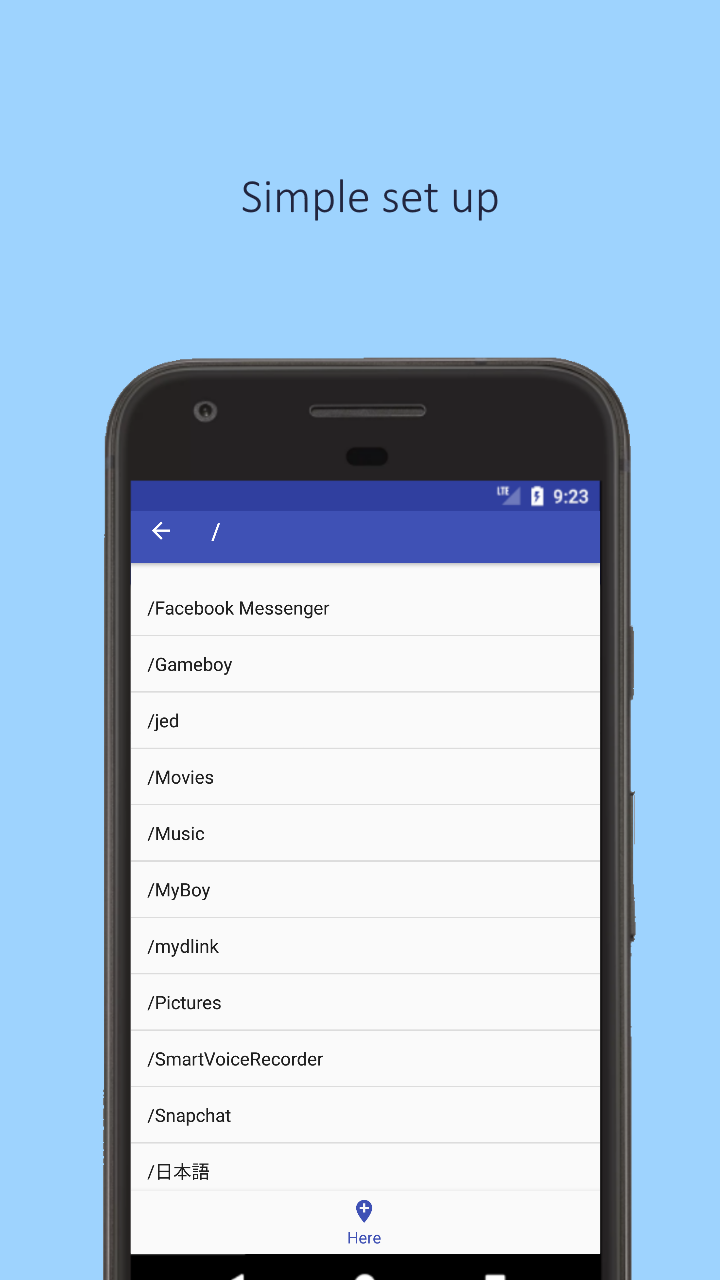 Simple set up
LTE 9:23
/
/Facebook Messenger
/Gameboy
/jed
/Movies
/Music
/MyBoy
/mydlink
/Pictures
/SmartVoiceRecorder
/Snapchat
/日本語
Here